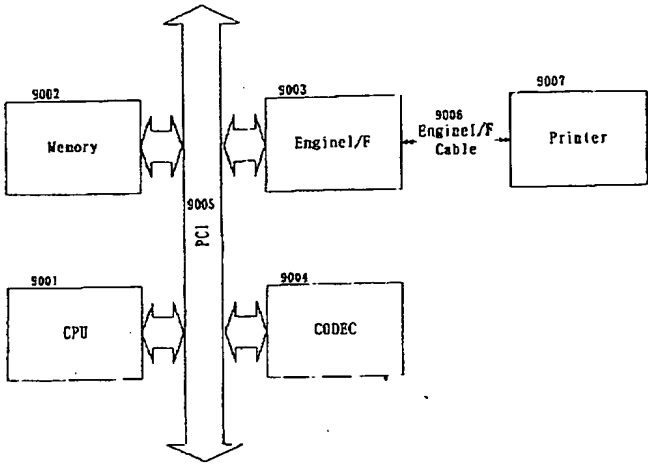 9002
Memory
9003
EngineI/F
9006
EngineI/F
Cable
9007
Printer
9005
PCI
9001
CPU
9004
CODEC